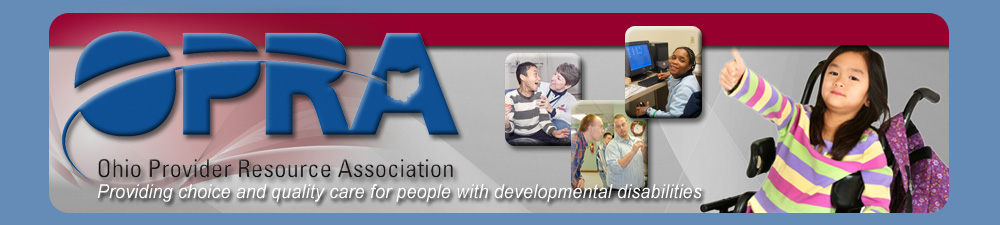 OPRA
Ohio Provider Resource Association
Providing choice and quality care for people with developmental disabilities